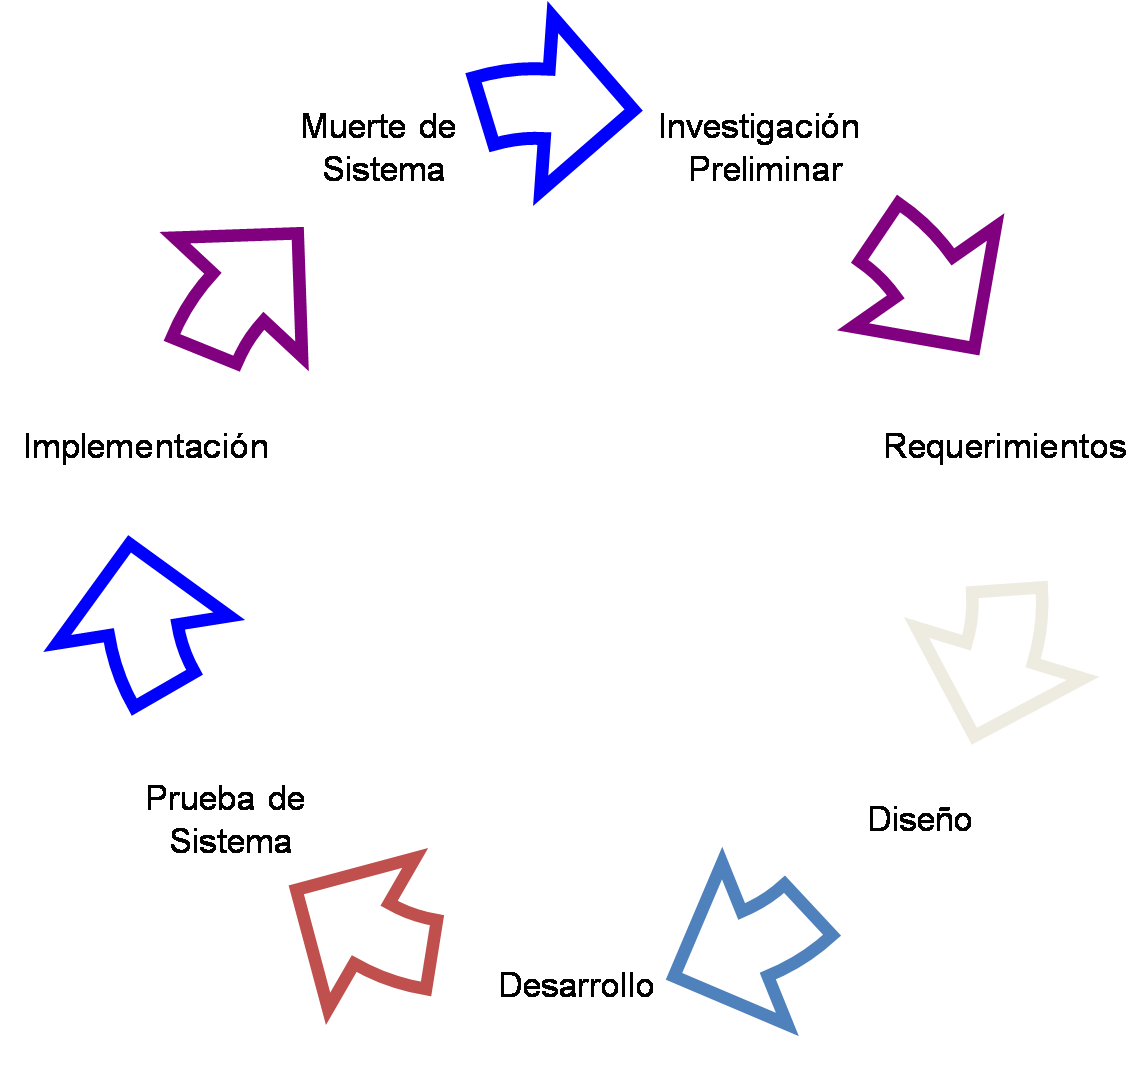 Muerte de
Sistema
Investigación
Preliminar
Implementación
Requerimientos
Prueba de
Sistema
Diseño
Desarrollo